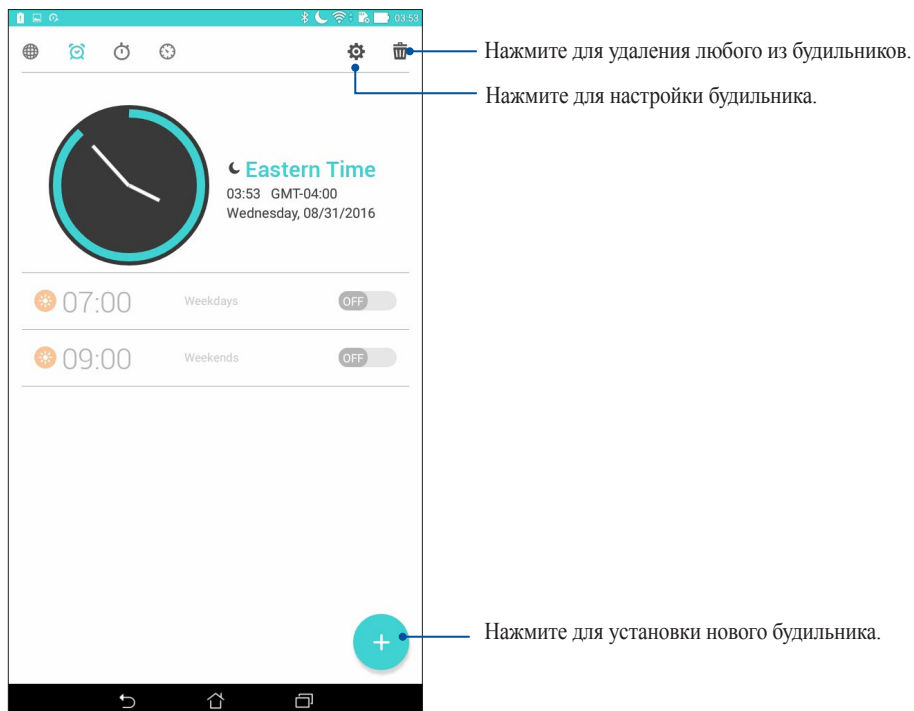 03:53
Нажмите для удаления любого из будильников.
Нажмите для настройки будильника.
Eastern Time
03:53 GMT-04:00
Wednesday, 08/31/2016
07:00 Weekdays OFF
09:00 Weekends OFF
Нажмите для установки нового будильника.